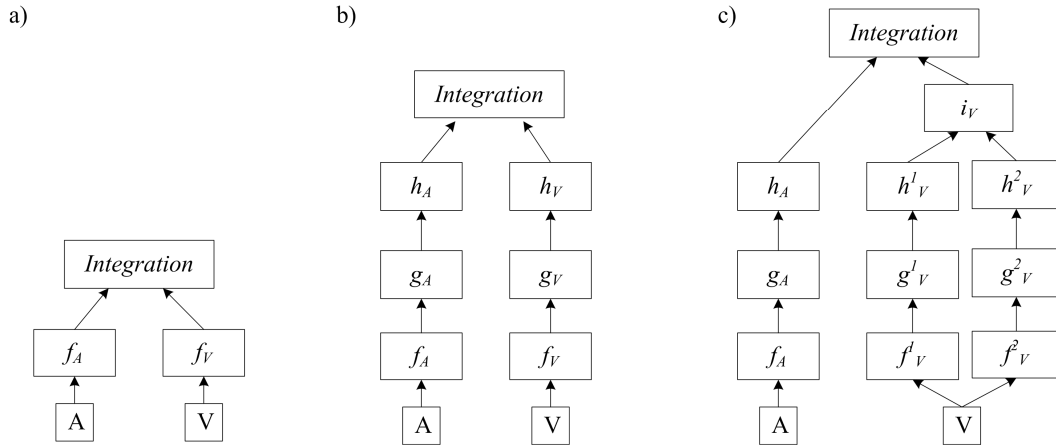 a)
Integration
f_A
f_V
A
V
b)
Integration
h_A
h_V
g_A
g_V
f_A
f_V
A
V
c)
Integration
i_V
h_A
h^1_V
h^2_V
g_A
g^1_V
g^2_V
f_A
f^1_V
f^2_V
A
V